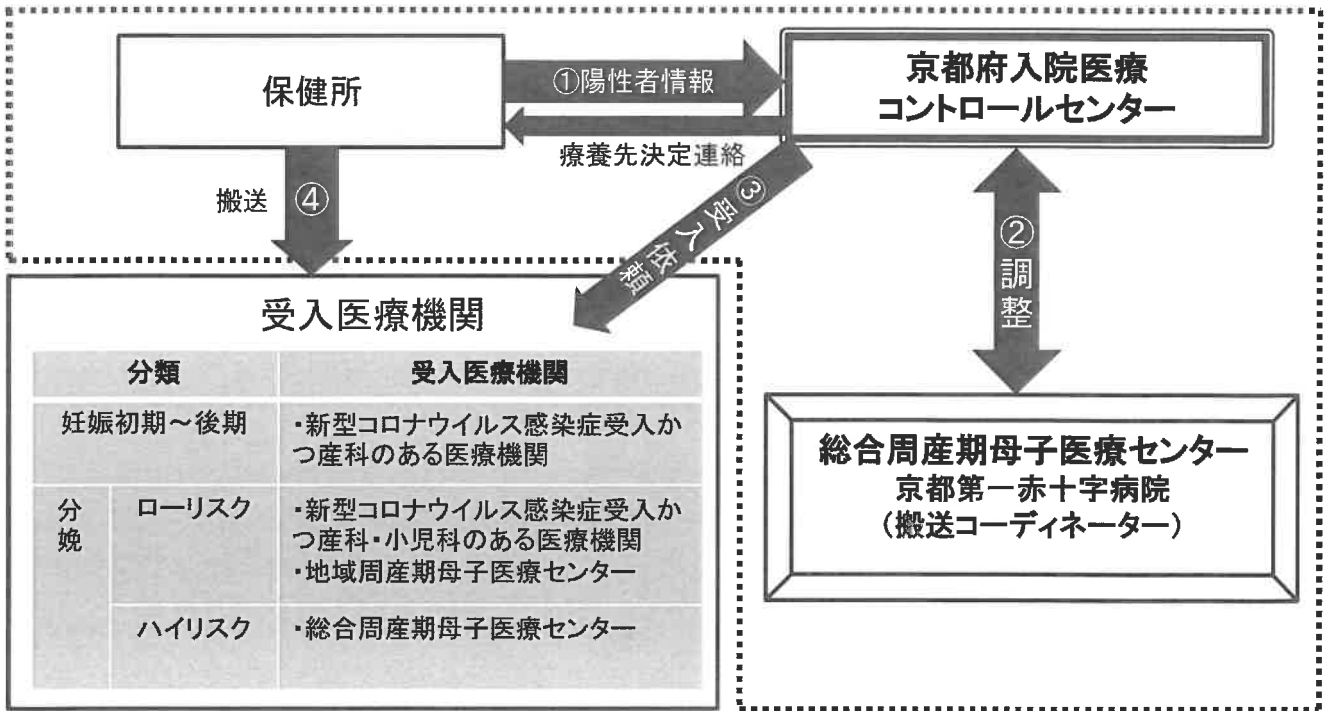 保健所
①陽性者情報
京都府入院医療
コントロールセンター
療養先決定連絡
搬送
④
③受入依頼
②調整
受入医療機関
分類
受入医療機関
妊娠初期～後期
・新型コロナウイルス感染症受入か
つ産科のある医療機関
分娩
ローリスク
・新型コロナウイルス感染症受入か
つ産科・小児科のある医療機関
・地域周産期母子医療センター
ハイリスク
・総合周産期母子医療センター
総合周産期母子医療センター
京都第一赤十字病院
（搬送コーディネーター）